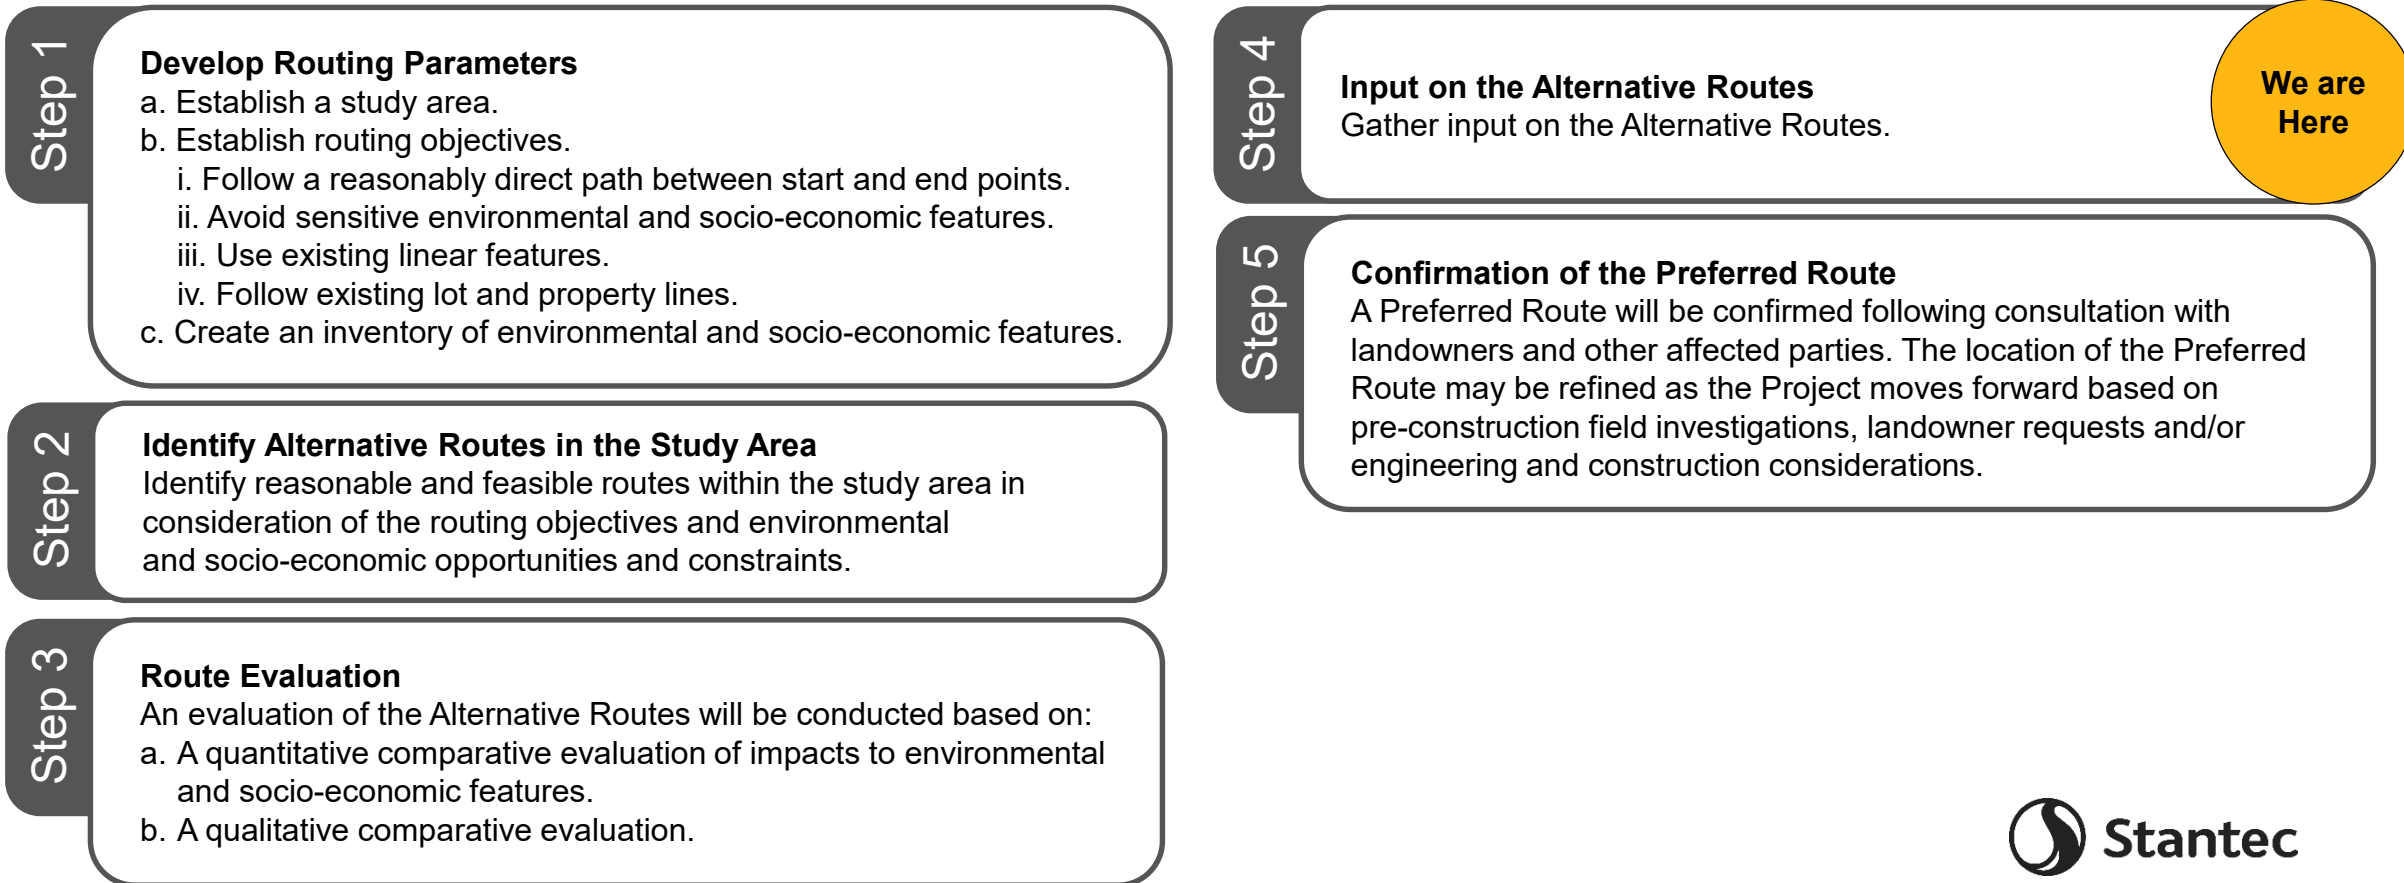 Step 1
Develop Routing Parameters
a. Establish a study area.
b. Establish routing objectives.
i. Follow a reasonably direct path between start and end points.
ii. Avoid sensitive environmental and socio-economic features.
iii. Use existing linear features.
iv. Follow existing lot and property lines.
c. Create an inventory of environmental and socio-economic features.
Step 2
Identify Alternative Routes in the Study Area
Identify reasonable and feasible routes within the study area in
consideration of the routing objectives and environmental
and socio-economic opportunities and constraints.
Step 3
Route Evaluation
An evaluation of the Alternative Routes will be conducted based on:
a. A quantitative comparative evaluation of impacts to environmental
and socio-economic features.
b. A qualitative comparative evaluation.
Step 4
Input on the Alternative Routes
Gather input on the Alternative Routes.
We are
Here
Step 5
Confirmation of the Preferred Route
A Preferred Route will be confirmed following consultation with
landowners and other affected parties. The location of the Preferred
Route may be refined as the Project moves forward based on
pre-construction field investigations, landowner requests and/or
engineering and construction considerations.
Stantec